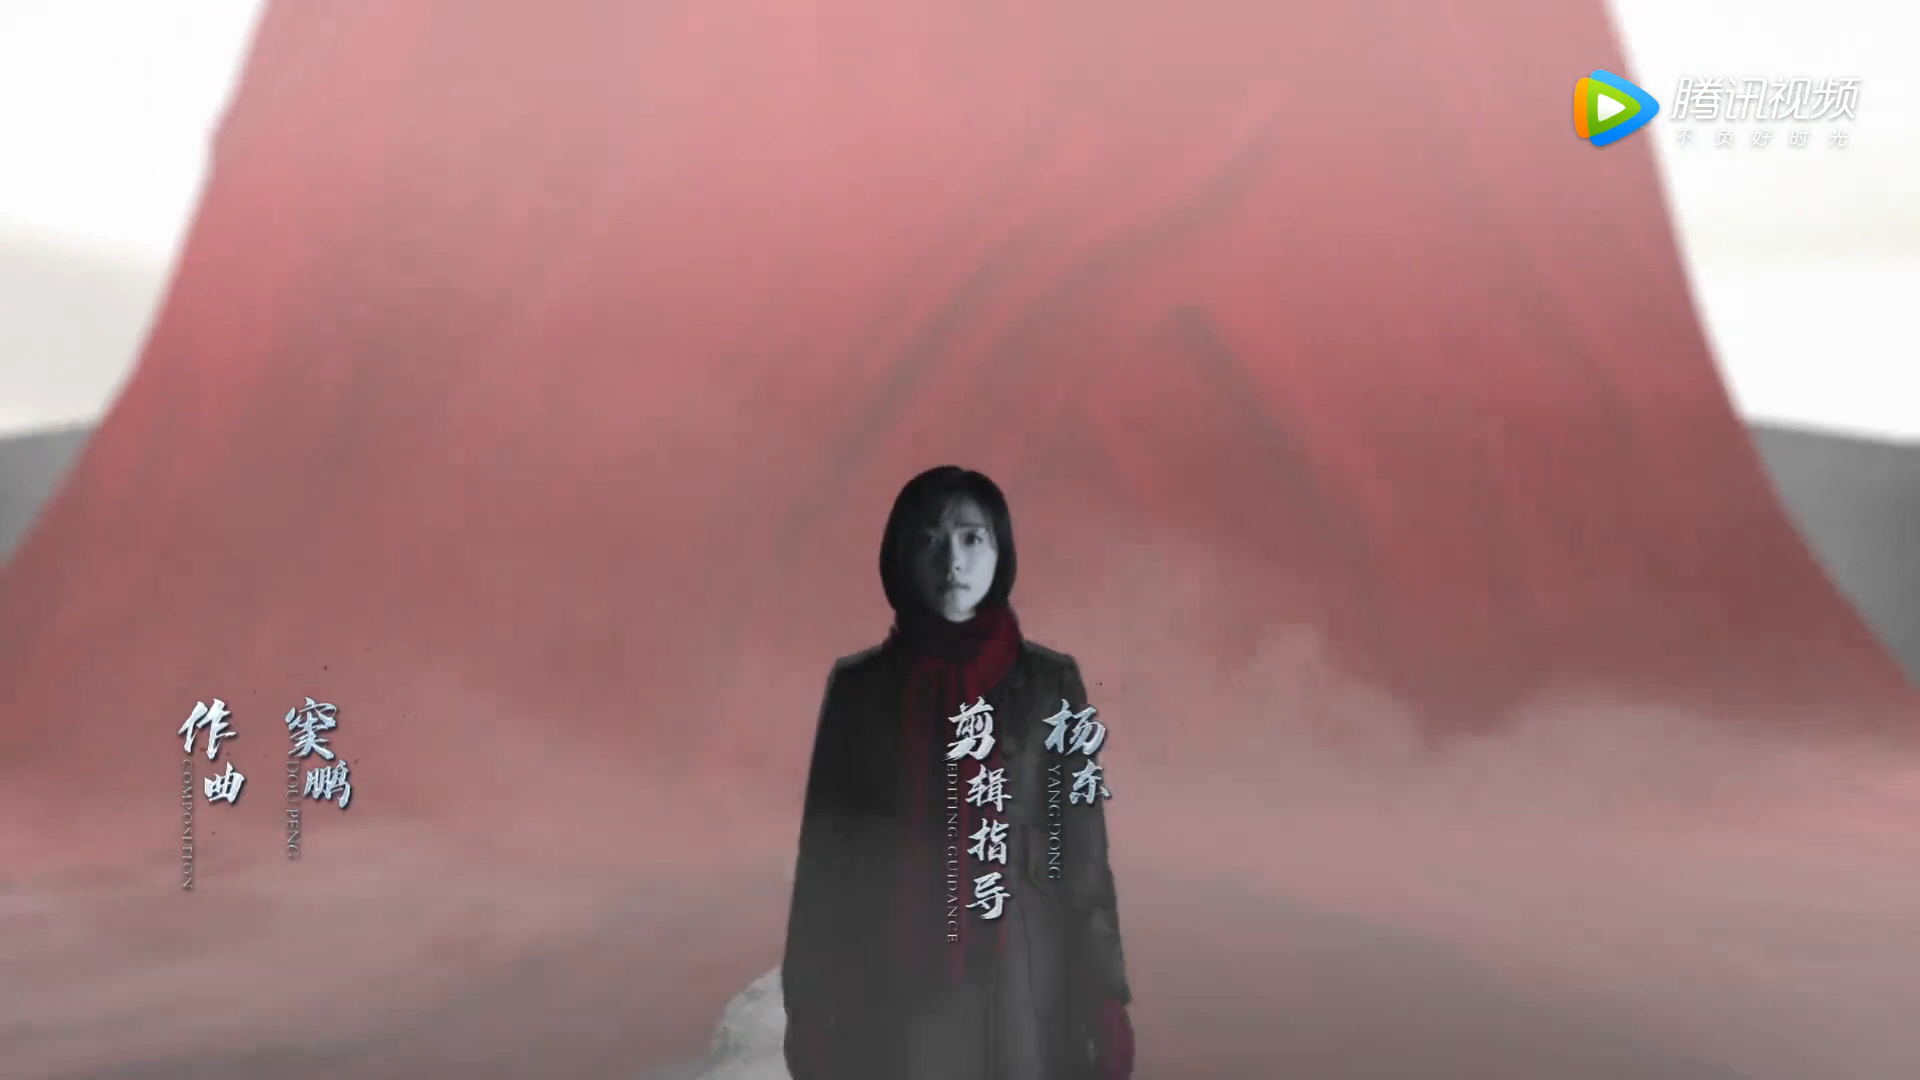 腾讯视频
不负好时光
作曲
COMPOSITION
窦鹏
DOU PENG
剪辑指导
EDITING GUIDANCE
杨东
YANG DONG